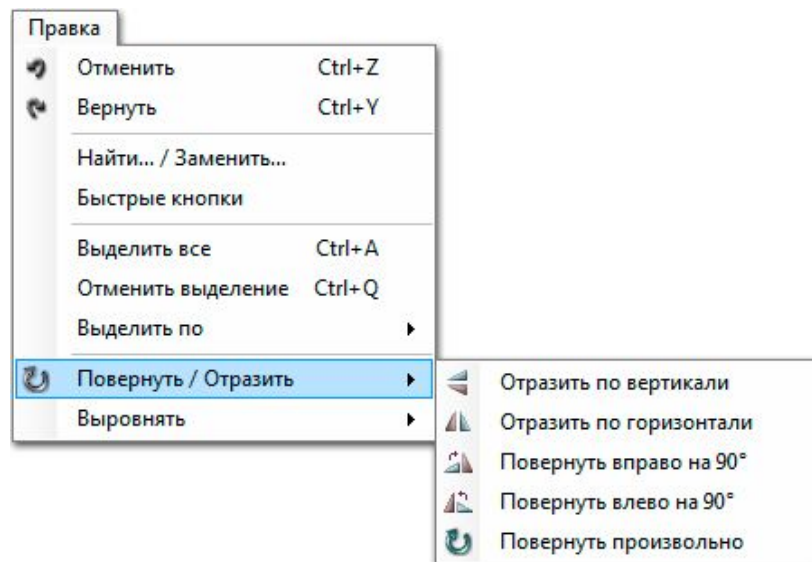 Правка
Отменить Ctrl+Z
Вернуть Ctrl+Y
Найти... / Заменить...
Быстрые кнопки
Выделить все Ctrl+A
Отменить выделение Ctrl+Q
Выделить по
Повернуть / Отразить
Выровнять
Отразить по вертикали
Отразить по горизонтали
Повернуть вправо на 90°
Повернуть влево на 90°
Повернуть произвольно